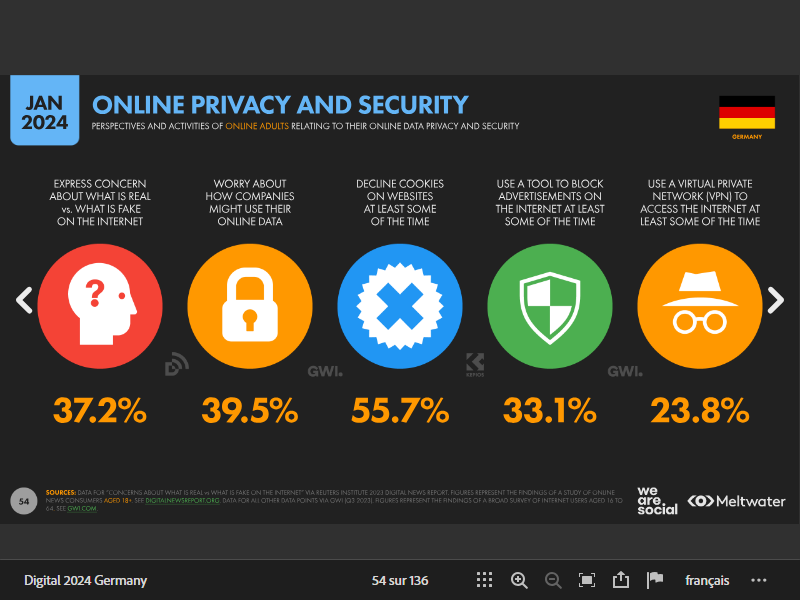 JAN
2024
ONLINE PRIVACY AND SECURITY
PERSPECTIVES AND ACTIVITIES OF ONLINE ADULTS RELATING TO THEIR ONLINE DATA PRIVACY AND SECURITY
GERMANY
EXPRESS CONCERN
ABOUT WHAT IS REAL
vs. WHAT IS FAKE
ON THE INTERNET
WORRY ABOUT
HOW COMPANIES
MIGHT USE THEIR
ONLINE DATA
DECLINE COOKIES
ON WEBSITES
AT LEAST SOME
OF THE TIME
USE A TOOL TO BLOCK
ADVERTISEMENTS ON
THE INTERNET AT LEAST
SOME OF THE TIME
USE A VIRTUAL PRIVATE
NETWORK (VPN) TO
ACCESS THE INTERNET AT
LEAST SOME OF THE TIME
?
GWI.
KEPIOS
GWI.
37.2%
39.5%
55.7%
33.1%
23.8%
54
SOURCES: DATA FOR "CONCERNS ABOUT WHAT IS REAL vs WHAT IS FAKE ON THE INTERNET" VIA REUTERS INSTITUTE 2023 DIGITAL NEWS REPORT. FIGURES REPRESENT THE FINDINGS OF A STUDY OF ONLINE
NEWS CONSUMERS AGED 18+. SEE DIGITALNEWSREPORT.ORG. DATA FOR ALL OTHER DATA POINTS VIA GWI (Q3 2023). FIGURES REPRESENT THE FINDINGS OF A BROAD SURVEY OF INTERNET USERS AGED 16 TO
64. SEE GWI.COM.
we
are.
social
Meltwater
Digital 2024 Germany
54 sur 136
français